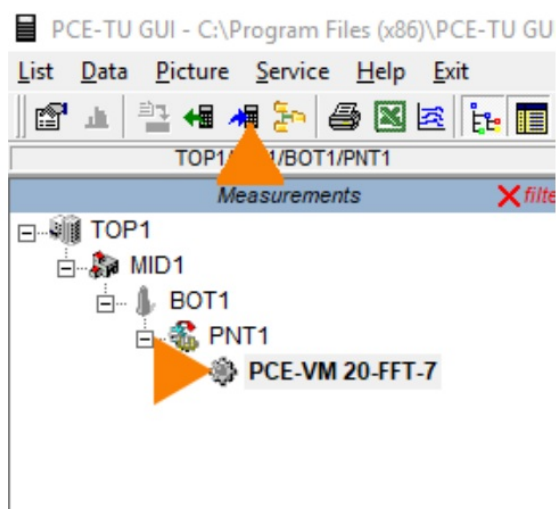 PCE-TU GUI - C:\Program Files (x86)\PCE-TU GU
List Data Picture Service Help Exit
TOP1/ /BOT1/PNT1
Measurements filte
TOP1
MID1
BOT1
PNT1
PCE-VM 20-FFT-7